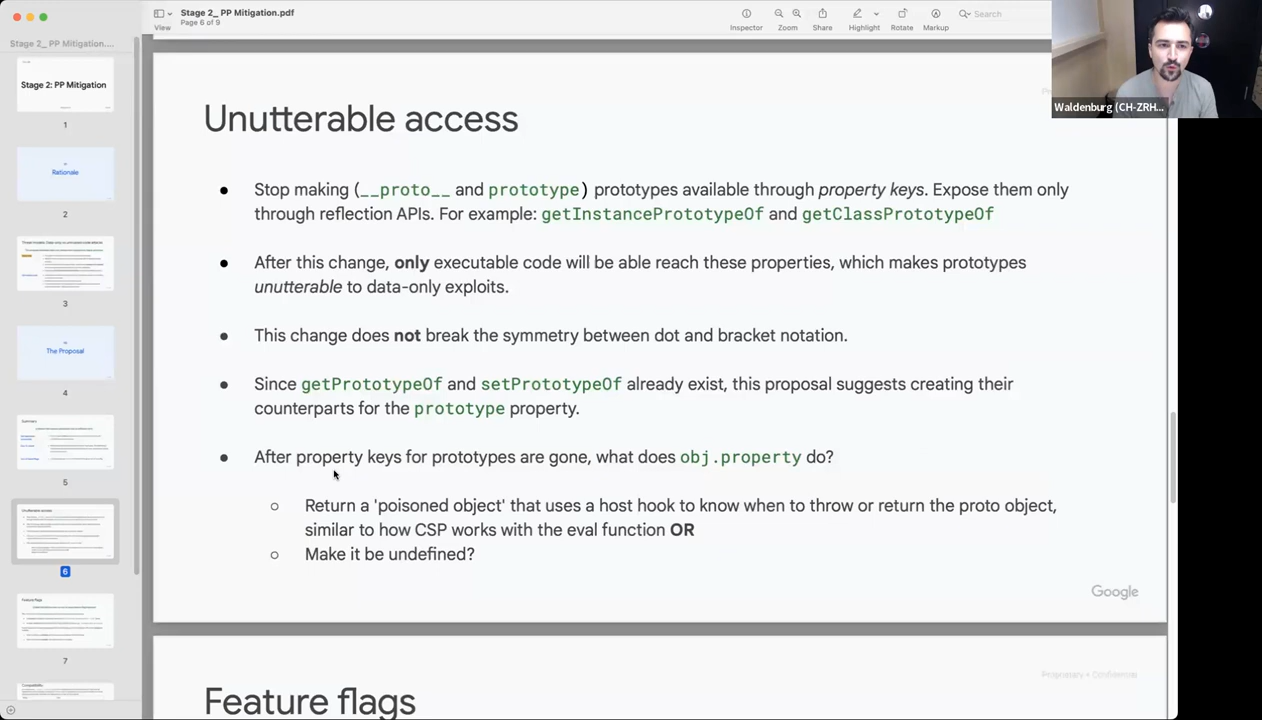 Stage 2_ PP Mitigation.pdf
Page 6 of 9
View
Inspector
Zoom
Share
Highlight
Rotate
Markup
Search
Stage 2_ PP Mitigation....
Stage 2: PP Mitigation
1
Rationale
2
3
The Proposal
4
Summary
5
Unutterable access
6
Feature flags
7
Compatibility
Waldenburg (CH-ZRH...
Unutterable access
● Stop making (__proto__ and prototype) prototypes available through property keys. Expose them only
through reflection APIs. For example: getInstancePrototypeOf and getClassPrototypeOf
● After this change, only executable code will be able reach these properties, which makes prototypes
unutterable to data-only exploits.
● This change does not break the symmetry between dot and bracket notation.
● Since getPrototypeOf and setPrototypeOf already exist, this proposal suggests creating their
counterparts for the prototype property.
● After property keys for prototypes are gone, what does obj.property do?
○ Return a 'poisoned object' that uses a host hook to know when to throw or return the proto object,
similar to how CSP works with the eval function OR
○ Make it be undefined?
Google
Proprietary + Confidential
Feature flags